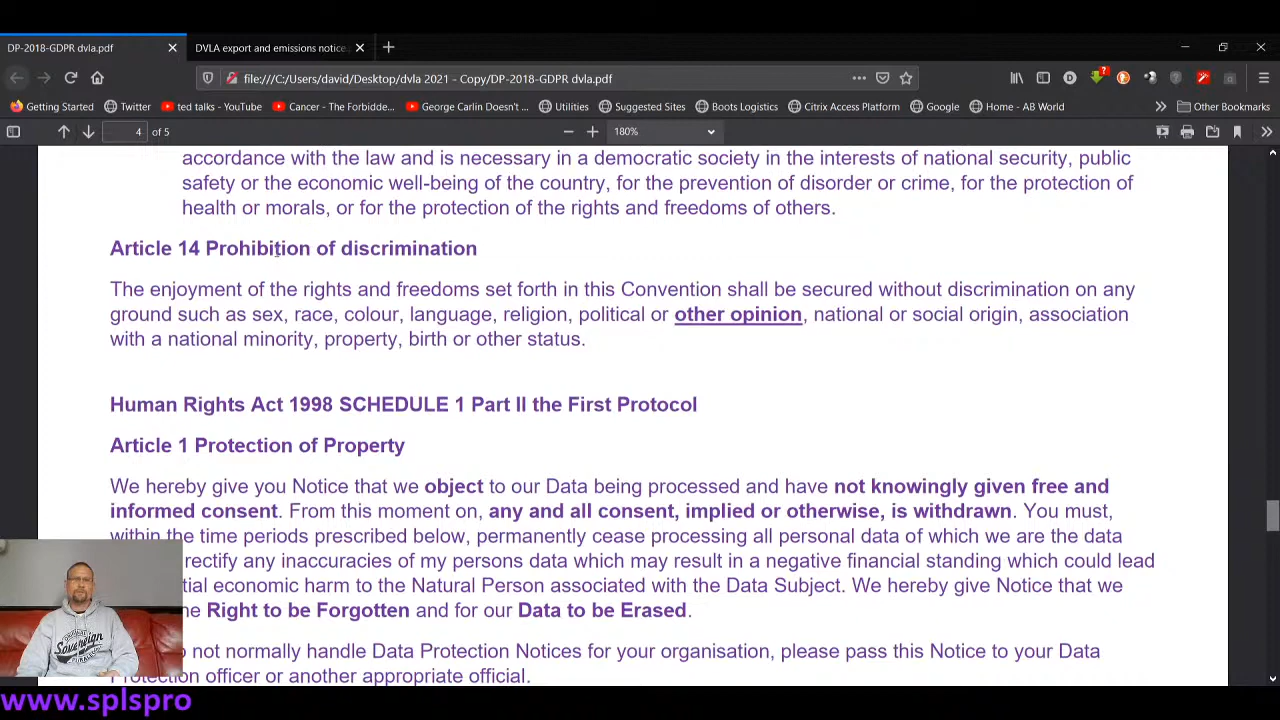 DP-2018-GDPR dvla.pdf
DVLA export and emissions notice
file:///C:/Users/david/Desktop/dvla 2021 - Copy/DP-2018-GDPR dvla.pdf
Getting Started Twitter ted talks - YouTube Cancer - The Forbidde... George Carlin Doesn't... Utilities Suggested Sites Boots Logistics Citrix Access Platform Google Home - AB World Other Bookmarks
4 of 5 180%
accordance with the law and is necessary in a democratic society in the interests of national security, public
safety or the economic well-being of the country, for the prevention of disorder or crime, for the protection of
health or morals, or for the protection of the rights and freedoms of others.
Article 14 Prohibition of discrimination
The enjoyment of the rights and freedoms set forth in this Convention shall be secured without discrimination on any
ground such as sex, race, colour, language, religion, political or other opinion, national or social origin, association
with a national minority, property, birth or other status.
Human Rights Act 1998 SCHEDULE 1 Part II the First Protocol
Article 1 Protection of Property
We hereby give you Notice that we object to our Data being processed and have not knowingly given free and
informed consent. From this moment on, any and all consent, implied or otherwise, is withdrawn. You must,
within the time periods prescribed below, permanently cease processing all personal data of which we are the data
rectify any inaccuracies of my persons data which may result in a negative financial standing which could lead
economic harm to the Natural Person associated with the Data Subject. We hereby give Notice that we
Right to be Forgotten and for our Data to be Erased.
not normally handle Data Protection Notices for your organisation, please pass this Notice to your Data
officer or another appropriate official.
Sovereign
www.splspro